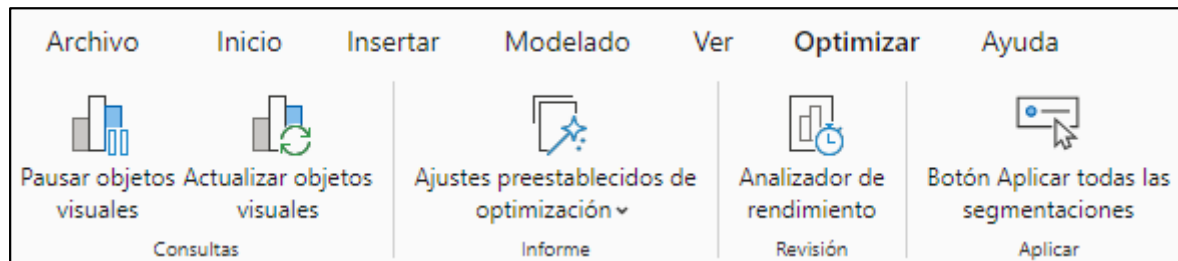 Archivo Inicio Insertar Modelado Ver Optimizar Ayuda
Pausar objetos visuales
Actualizar objetos visuales
Ajustes preestablecidos de optimización
Analizador de rendimiento
Botón Aplicar todas las segmentaciones
Consultas Informe Revisión Aplicar